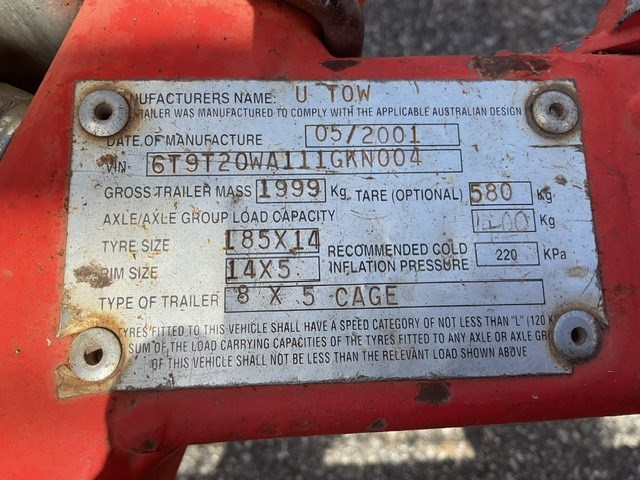 NUFACTURERS NAME: U TOW
TRAILER WAS MANUFACTURED TO COMPLY WITH THE APPLICABLE AUSTRALIAN DESIGN
DATE OF MANUFACTURE 05/2001
VIN 6T9T20WA111GKN004
GROSS TRAILER MASS 1999 Kg TARE (OPTIONAL) 580 Kg
AXLE/AXLE GROUP LOAD CAPACITY Kg
TYRE SIZE 185X14 RECOMMENDED COLD INFLATION PRESSURE 220 KPa
RIM SIZE 14X5
TYPE OF TRAILER 8 X 5 CAGE
TYRES FITTED TO THIS VEHICLE SHALL HAVE A SPEED CATEGORY OF NOT LESS THAN "L" (120 K
SUM OF THE LOAD CARRYING CAPACITIES OF THE TYRES FITTED TO ANY AXLE OR AXLE GRO
OF THIS VEHICLE SHALL NOT BE LESS THAN THE RELEVANT LOAD SHOWN ABOVE